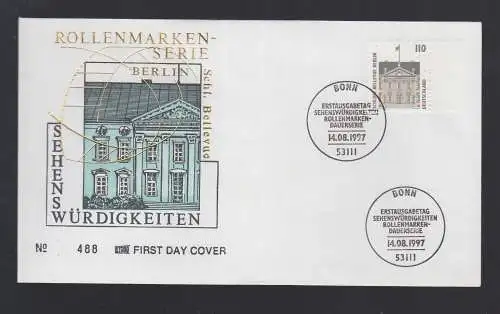 ROLLENMARKEN-
SERIE
BERLIN
Schl. Bellevue
SEHENS
WÜRDIGKEITEN
No 488 FIRST DAY COVER
110
DEUTSCHLAND
BONN
ERSTAUSGABETAG
SEHENSWÜRDIGKEITEN
ROLLENMARKEN-
DAUERSERIE
14.08.1997
53111
BONN
ERSTAUSGABETAG
SEHENSWÜRDIGKEITEN
ROLLENMARKEN-
DAUERSERIE
14.08.1997
53111